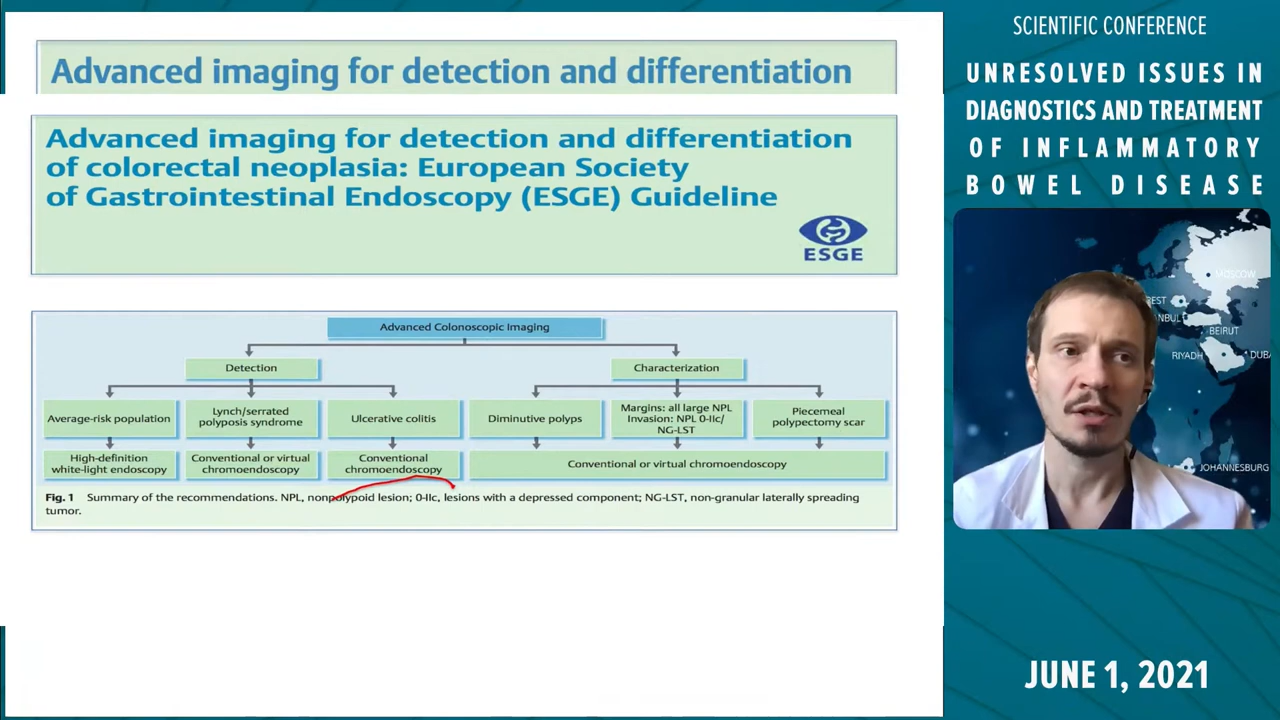 Advanced imaging for detection and differentiation
Advanced imaging for detection and differentiation
of colorectal neoplasia: European Society
of Gastrointestinal Endoscopy (ESGE) Guideline
ESGE
Advanced Colonoscopic Imaging
Detection
Characterization
Average-risk population
Lynch/serrated
polyposis syndrome
Ulcerative colitis
Diminutive polyps
Margins: all large NPL
Invasion: NPL 0-IIc/
NG-LST
Piecemeal
polypectomy scar
High-definition
white-light endoscopy
Conventional or virtual
chromoendoscopy
Conventional
chromoendoscopy
Conventional or virtual chromoendoscopy
Fig. 1 Summary of the recommendations. NPL, nonpolypoid lesion; 0-IIc, lesions with a depressed component; NG-LST, non-granular laterally spreading
tumor.
SCIENTIFIC CONFERENCE
UNRESOLVED ISSUES IN
DIAGNOSTICS AND TREATMENT
OF INFLAMMATORY
BOWEL DISEASE
MOSCOW
BEIRUT
RIYADH
JOHANNESBURG
JUNE 1, 2021